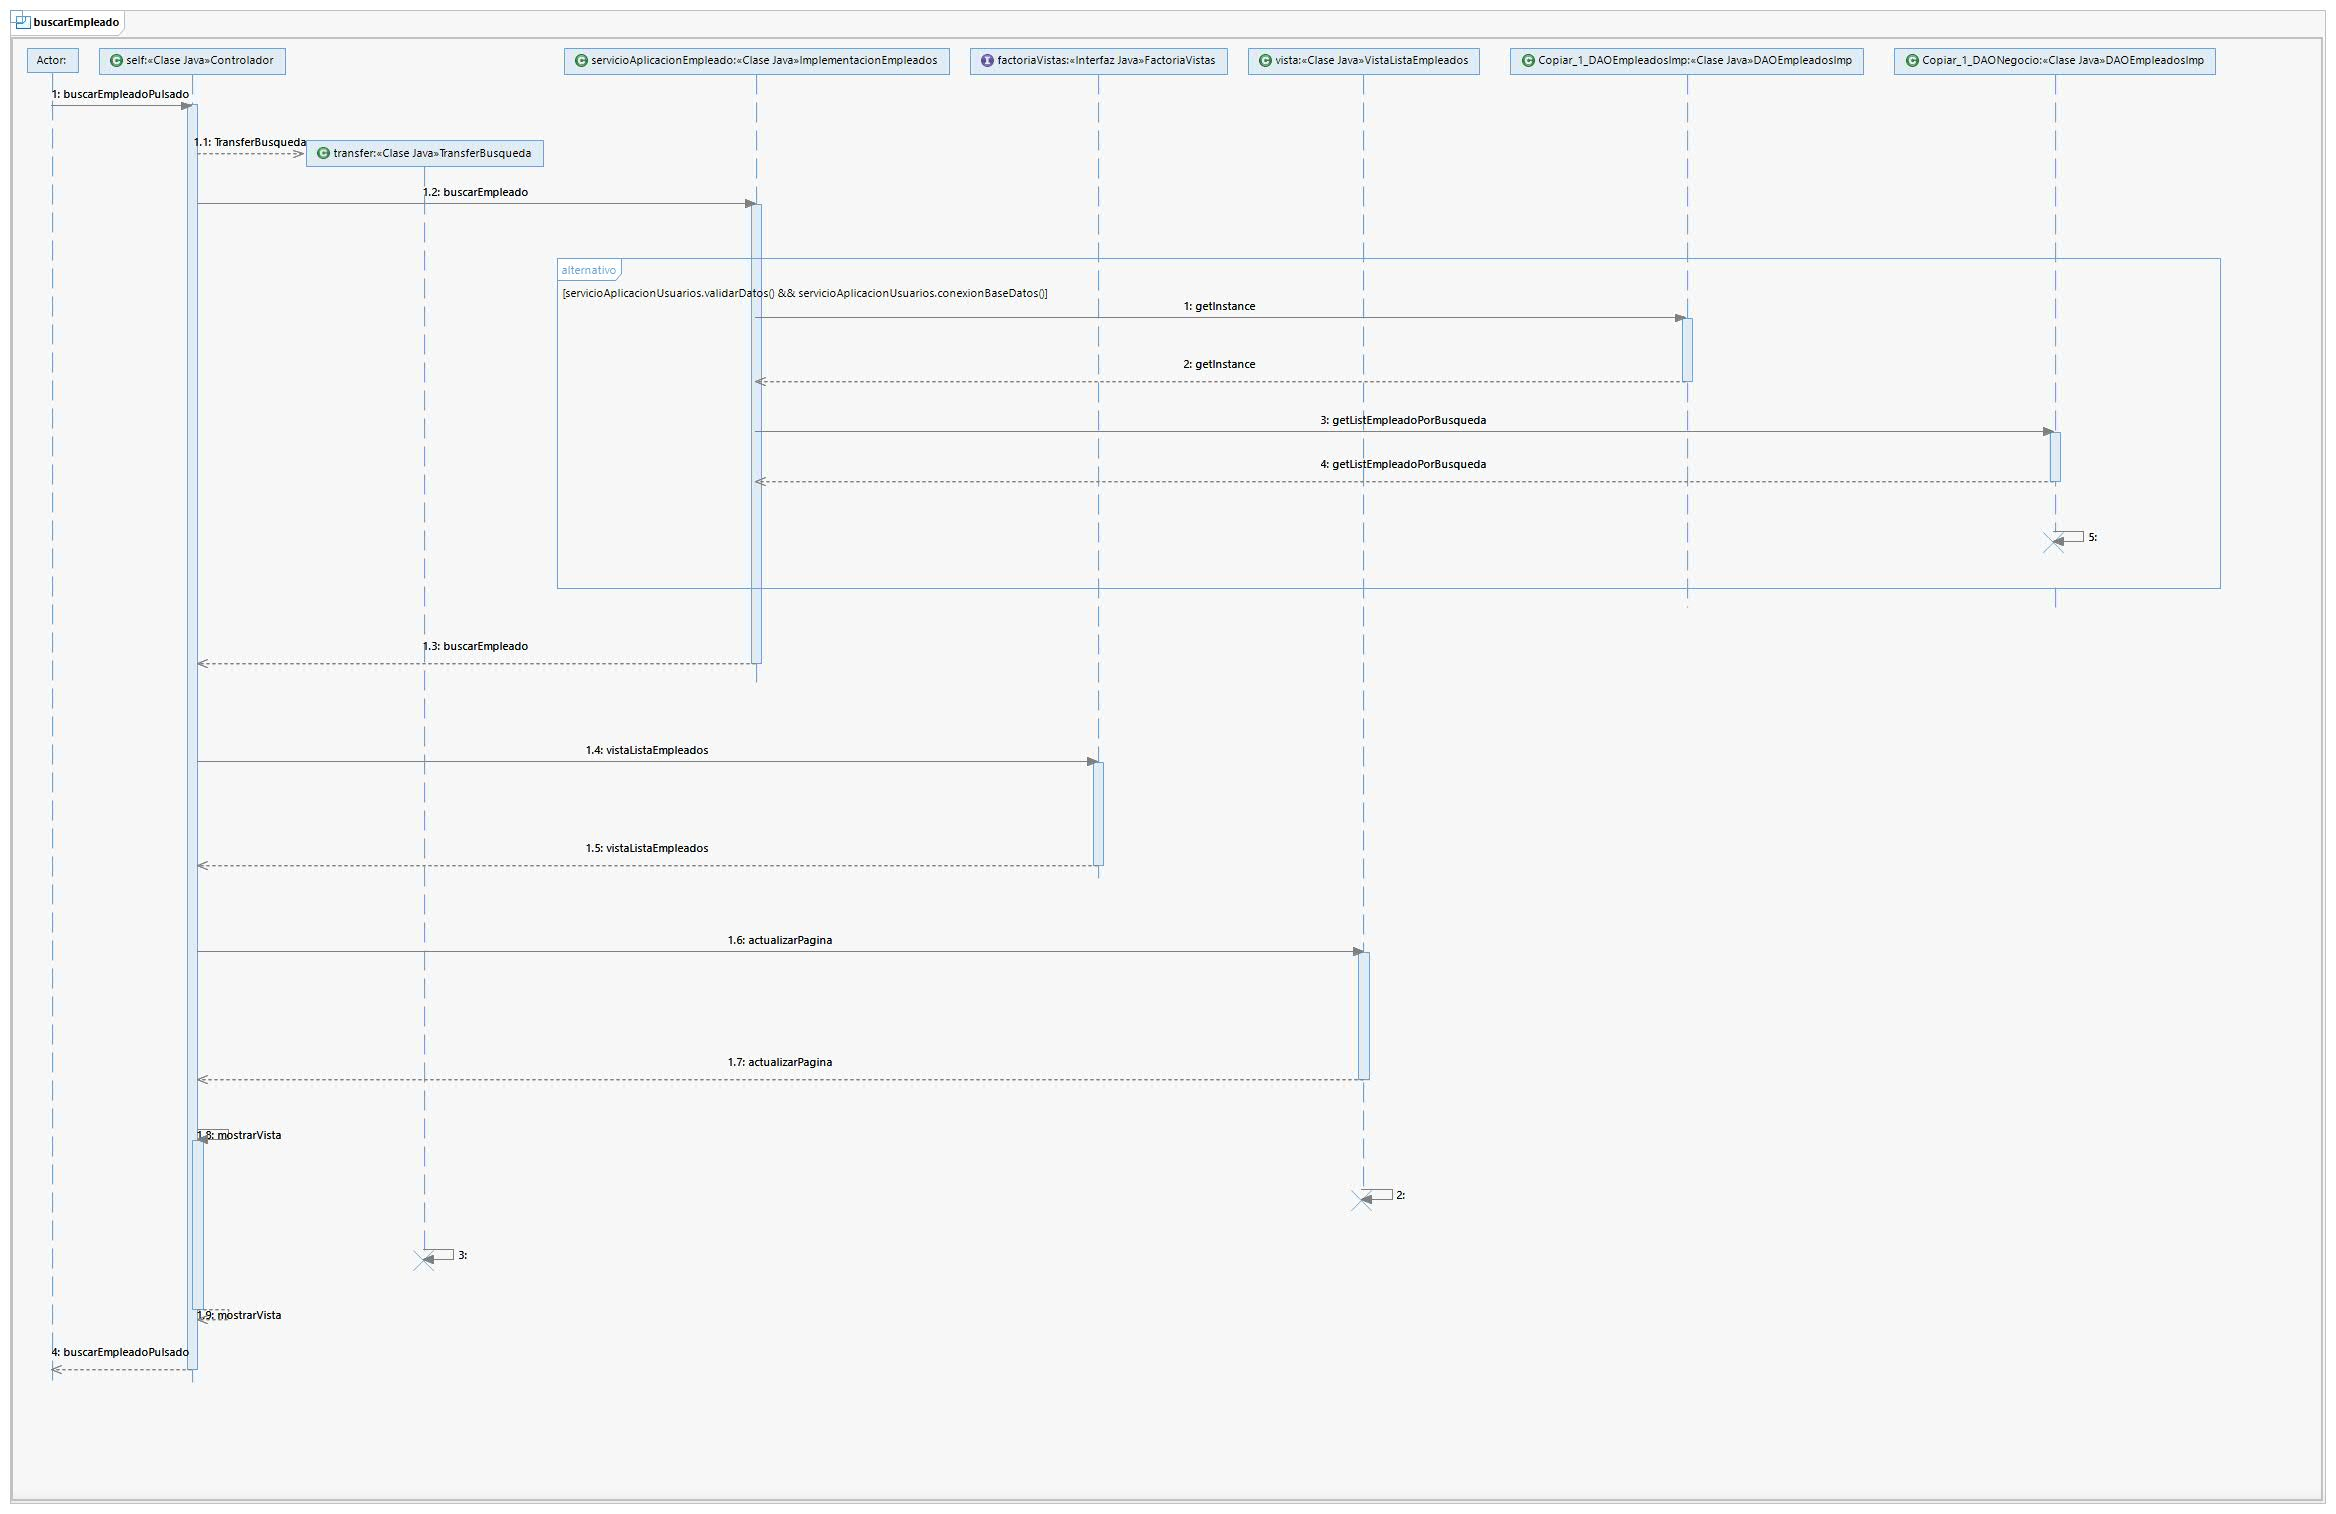 buscarEmpleado
Actor:
self:«Clase Java»Controlador
servicioAplicacionEmpleado:«Clase Java»ImplementacionEmpleados
factoriaVistas:«Interfaz Java»FactoriaVistas
vista:«Clase Java»VistaListaEmpleados
Copiar_1_DAOEmpleadosImp:«Clase Java»DAOEmpleadosImp
Copiar_1_DAONegocio:«Clase Java»DAOEmpleadosImp
1: buscarEmpleadoPulsado
1.1: TransferBusqueda
transfer:«Clase Java»TransferBusqueda
1.2: buscarEmpleado
alternativo
[servicioAplicacionUsuarios.validarDatos() && servicioAplicacionUsuarios.conexionBaseDatos()]
1: getInstance
2: getInstance
3: getListEmpleadoPorBusqueda
4: getListEmpleadoPorBusqueda
5:
1.3: buscarEmpleado
1.4: vistaListaEmpleados
1.5: vistaListaEmpleados
1.6: actualizarPagina
1.7: actualizarPagina
1.8: mostrarVista
2:
3:
1.9: mostrarVista
4: buscarEmpleadoPulsado